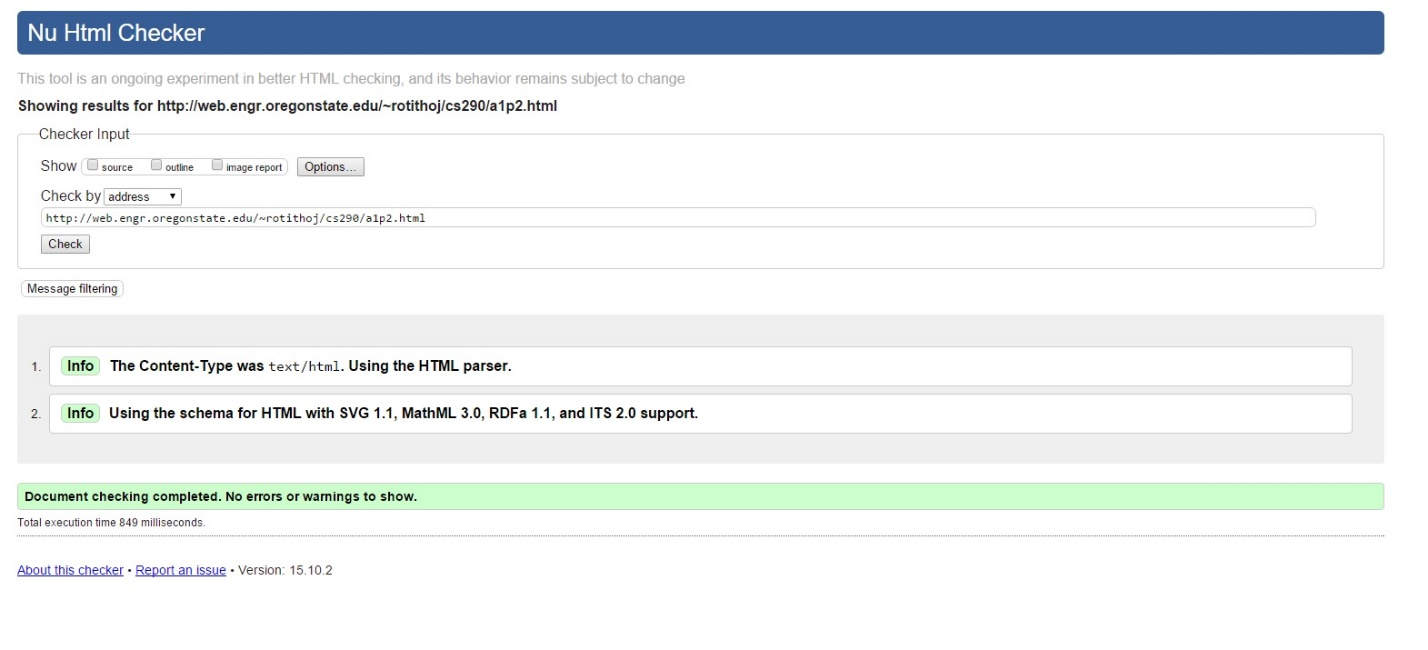 Nu Html Checker
This tool is an ongoing experiment in better HTML checking, and its behavior remains subject to change
Showing results for http://web.engr.oregonstate.edu/~rotithoj/cs290/a1p2.html
Checker Input
Show source outline image report Options...
Check by address
http://web.engr.oregonstate.edu/~rotithoj/cs290/a1p2.html
Check
Message filtering
1. Info The Content-Type was text/html. Using the HTML parser.
2. Info Using the schema for HTML with SVG 1.1, MathML 3.0, RDFa 1.1, and ITS 2.0 support.
Document checking completed. No errors or warnings to show.
Total execution time 849 milliseconds.
About this checker • Report an issue • Version: 15.10.2